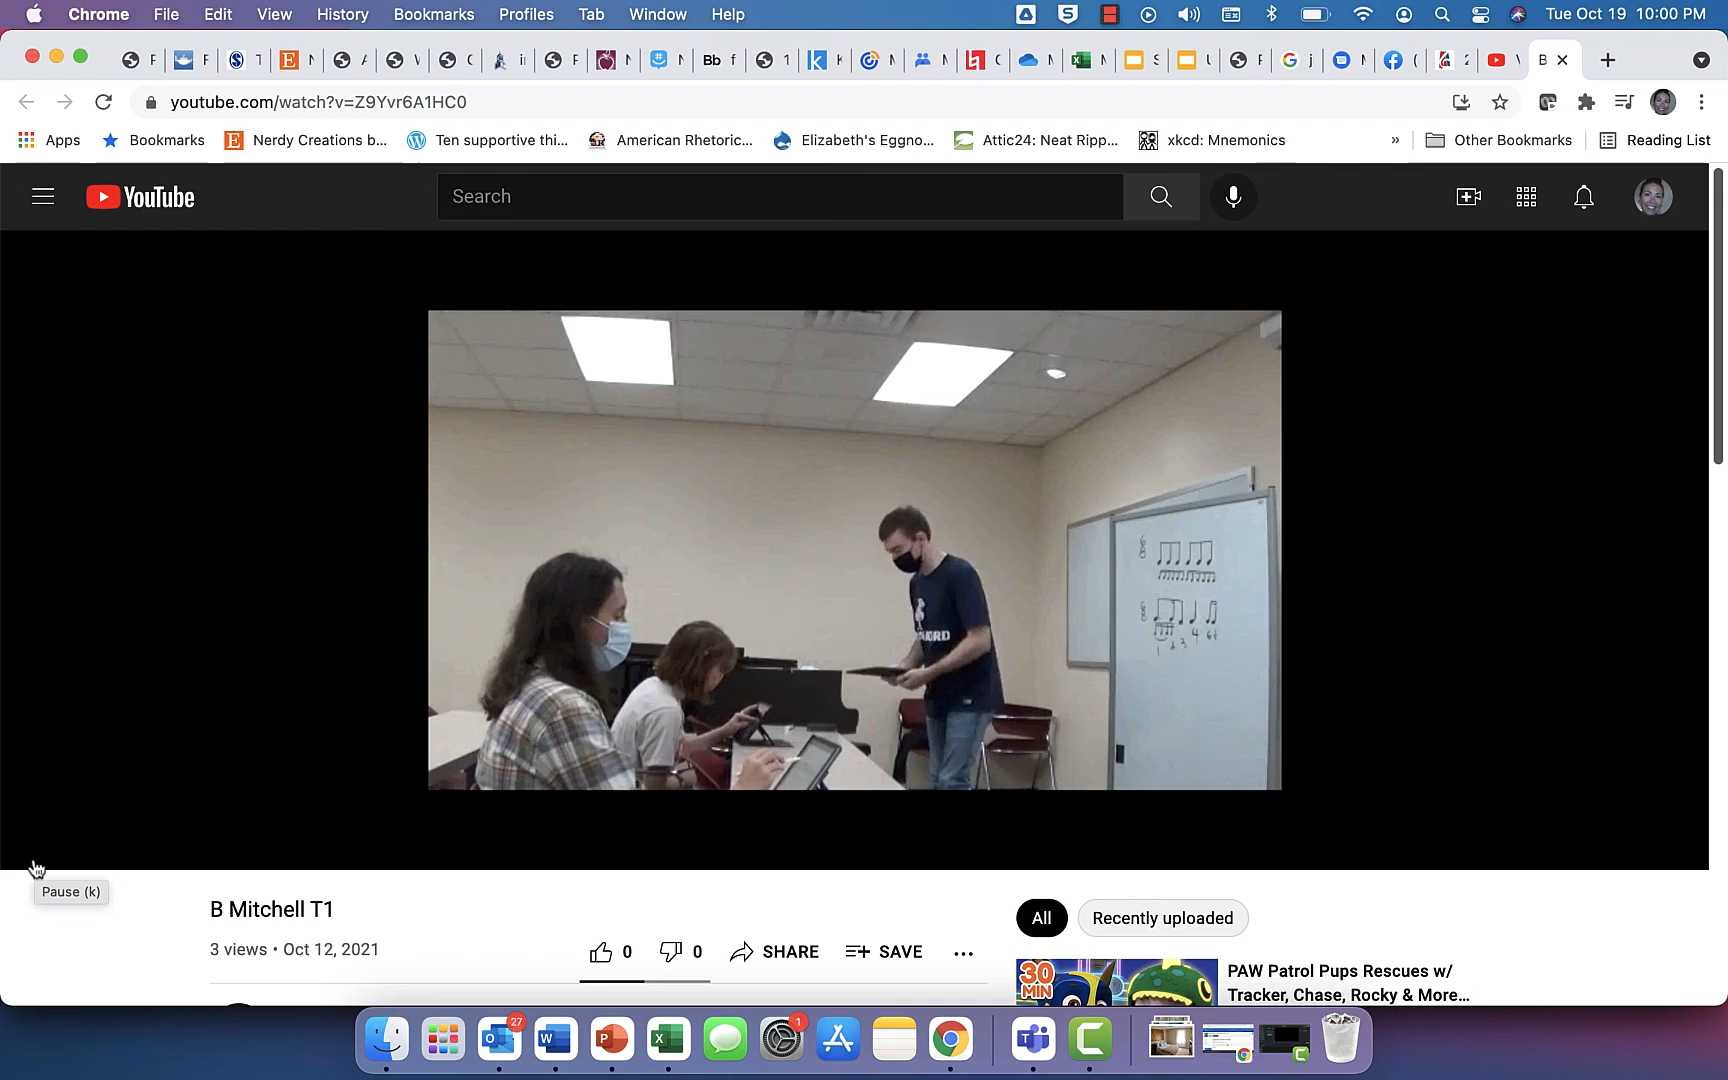 Chrome File Edit View History Bookmarks Profiles Tab Window Help
Tue Oct 19 10:00 PM
Bb
youtube.com/watch?v=Z9Yvr6A1HC0
Apps Bookmarks Nerdy Creations b... Ten supportive thi... American Rhetoric... Elizabeth's Eggno... Attic24: Neat Ripp... xkcd: Mnemonics » Other Bookmarks Reading List
YouTube
Search
Pause (k)
B Mitchell T1
3 views • Oct 12, 2021
0 0 SHARE SAVE ...
All Recently uploaded
30 MIN
PAW Patrol Pups Rescues w/
Tracker, Chase, Rocky & More...
27
1